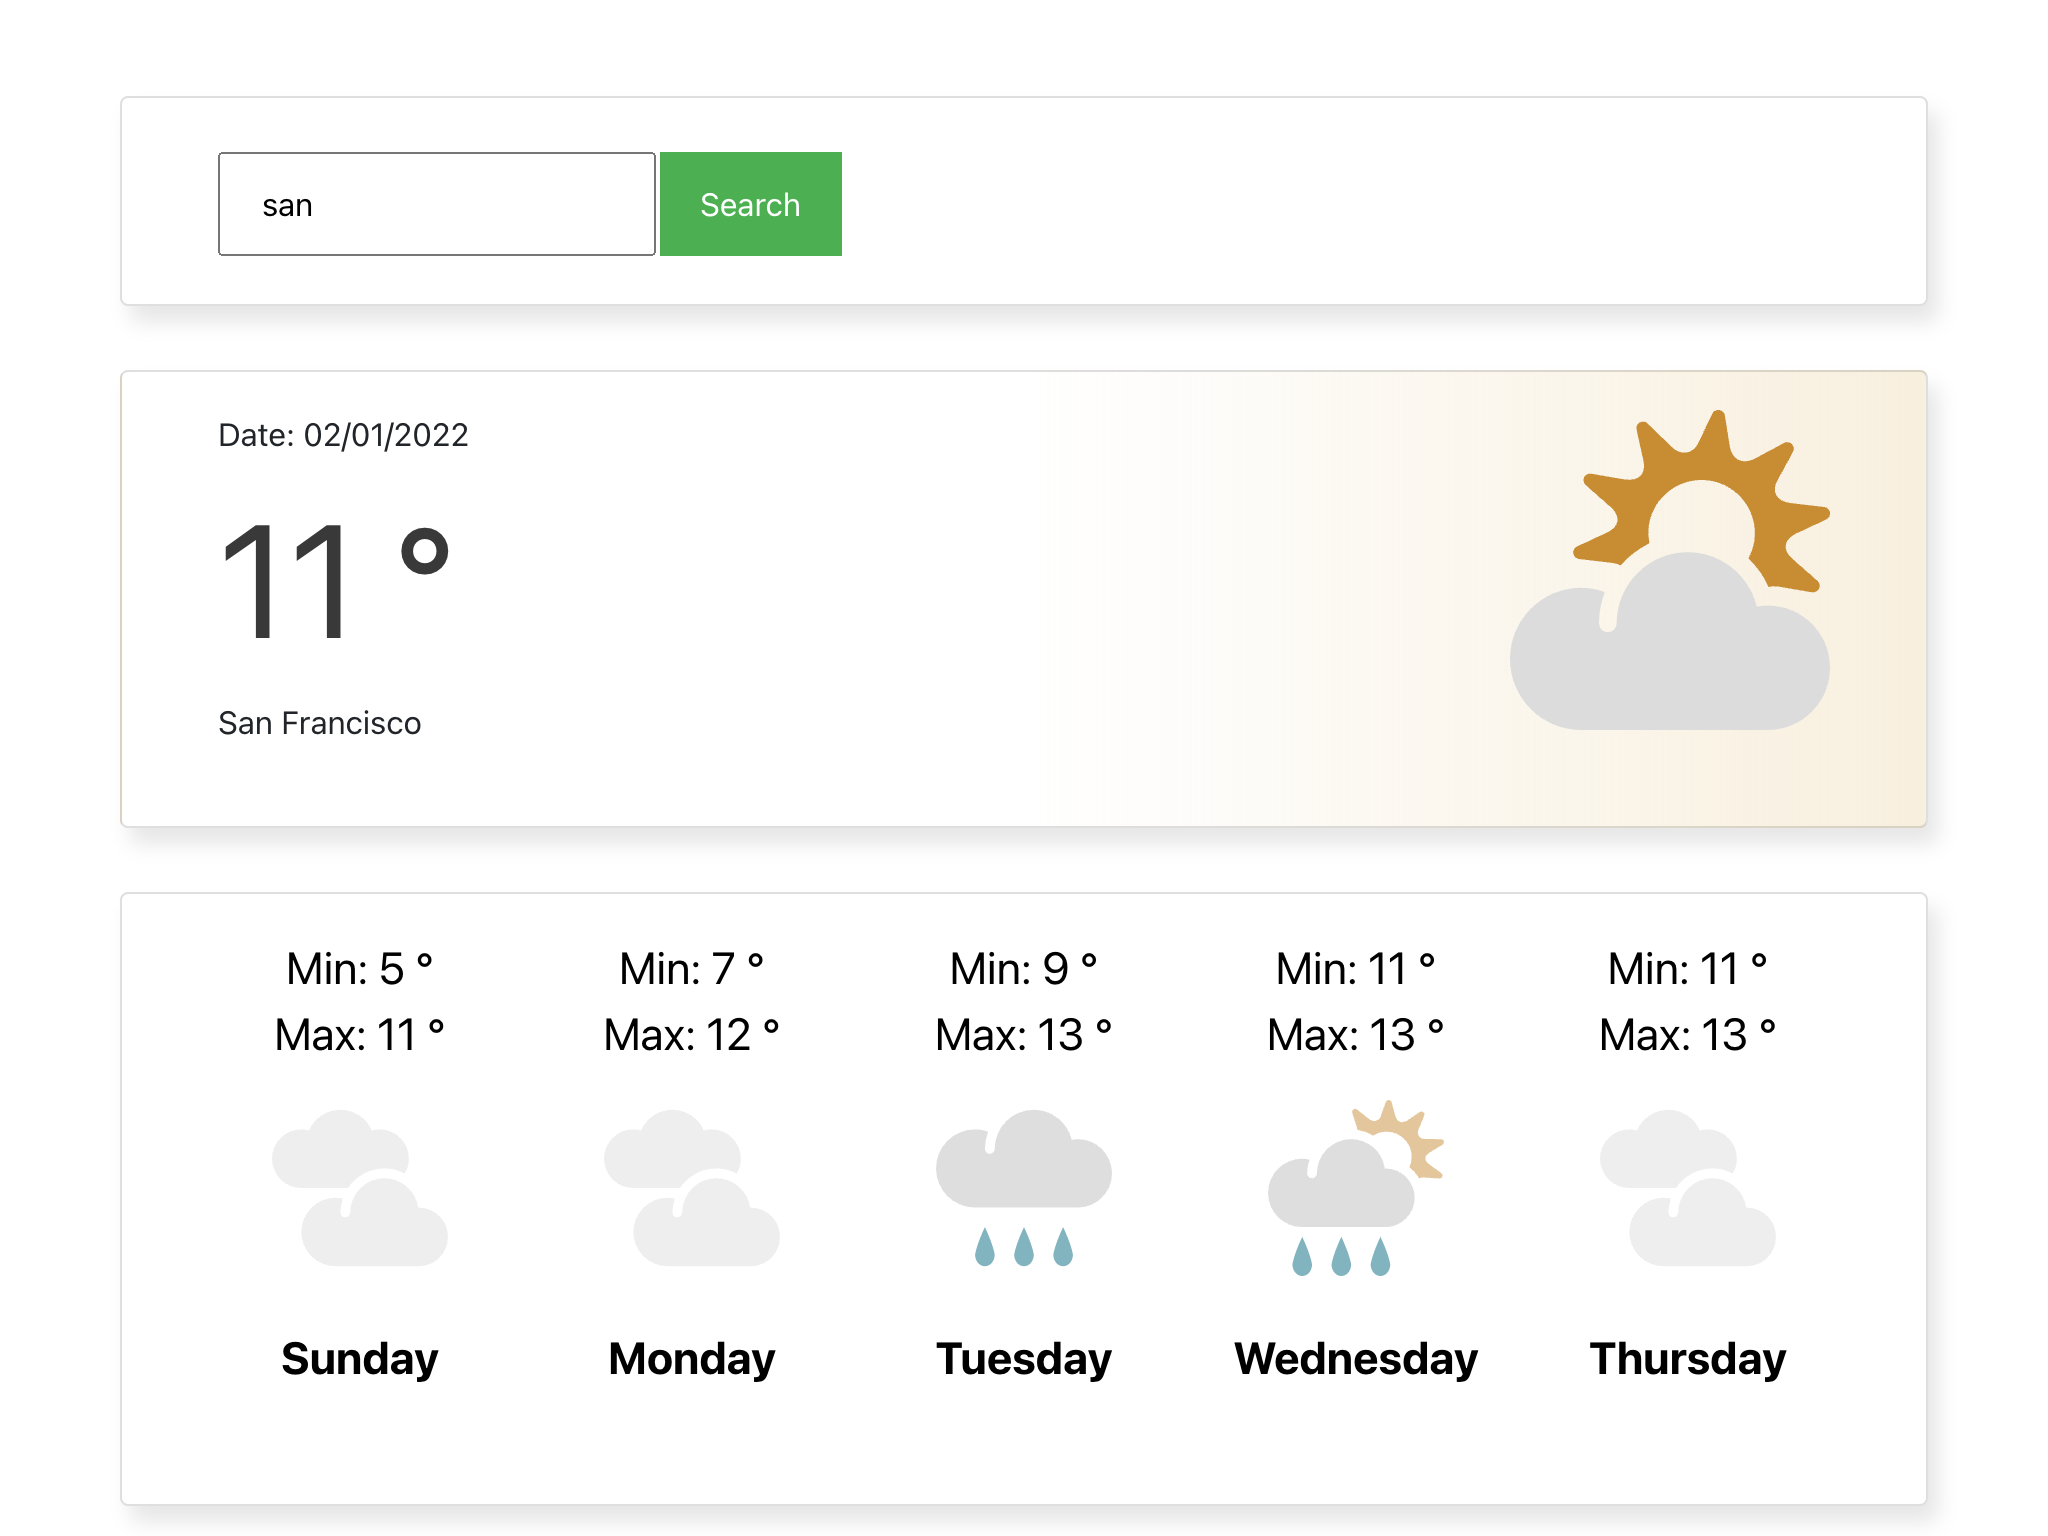 san
Search
Date: 02/01/2022
11 °
San Francisco
Min: 5 °
Max: 11 °
Sunday
Min: 7 °
Max: 12 °
Monday
Min: 9 °
Max: 13 °
Tuesday
Min: 11 °
Max: 13 °
Wednesday
Min: 11 °
Max: 13 °
Thursday